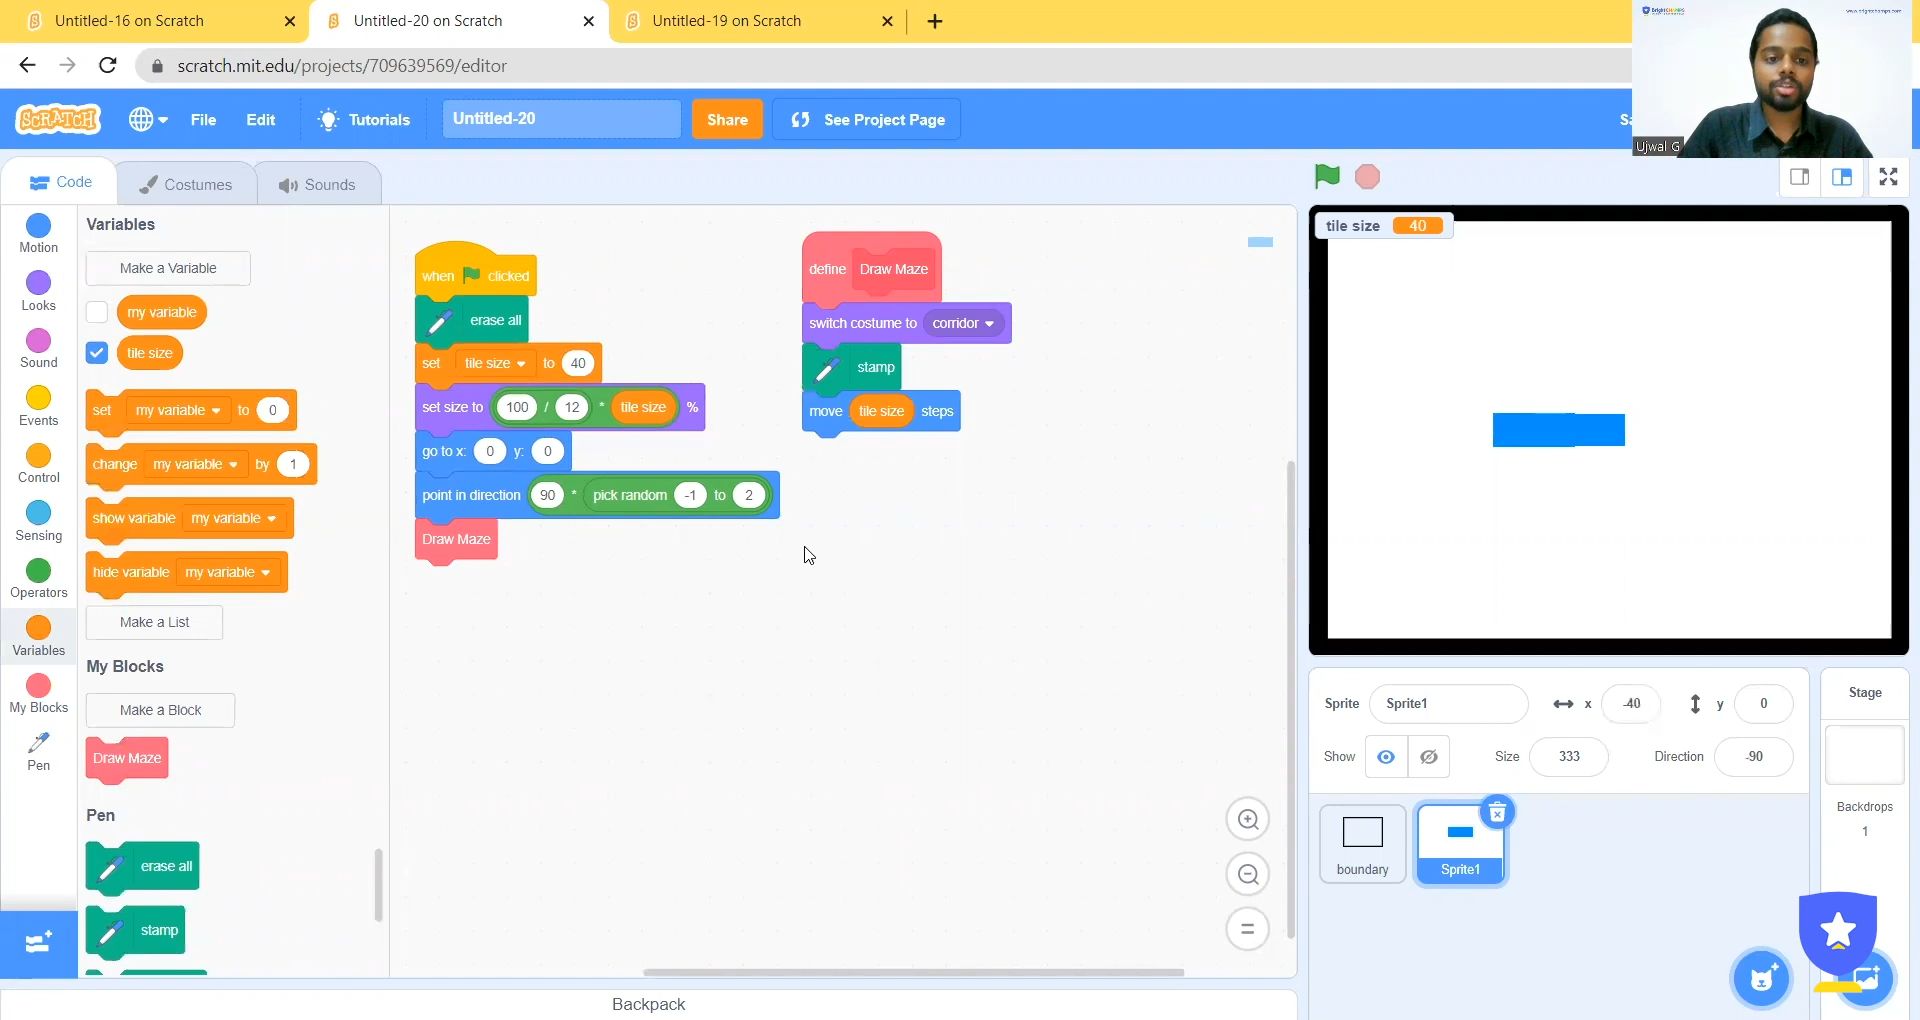 Untitled-16 on Scratch
Untitled-20 on Scratch
Untitled-19 on Scratch
BrightCHAMPS
www.brightchamps.com
scratch.mit.edu/projects/709639569/editor
SCRATCH
File
Edit
Tutorials
Untitled-20
Share
See Project Page
Ujwal G
Code
Costumes
Sounds
Motion
Looks
Sound
Events
Control
Sensing
Operators
Variables
My Blocks
Pen
Variables
Make a Variable
my variable
tile size
set my variable to 0
change my variable by 1
show variable my variable
hide variable my variable
Make a List
My Blocks
Make a Block
Draw Maze
Pen
erase all
stamp
when clicked
erase all
set tile size to 40
set size to 100 / 12 * tile size %
go to x: 0 y: 0
point in direction 90 * pick random -1 to 2
Draw Maze
define Draw Maze
switch costume to corridor
stamp
move tile size steps
=
Backpack
tile size 40
Sprite Sprite1 x -40 y 0
Show Size 333 Direction -90
boundary
Sprite1
Stage
Backdrops
1